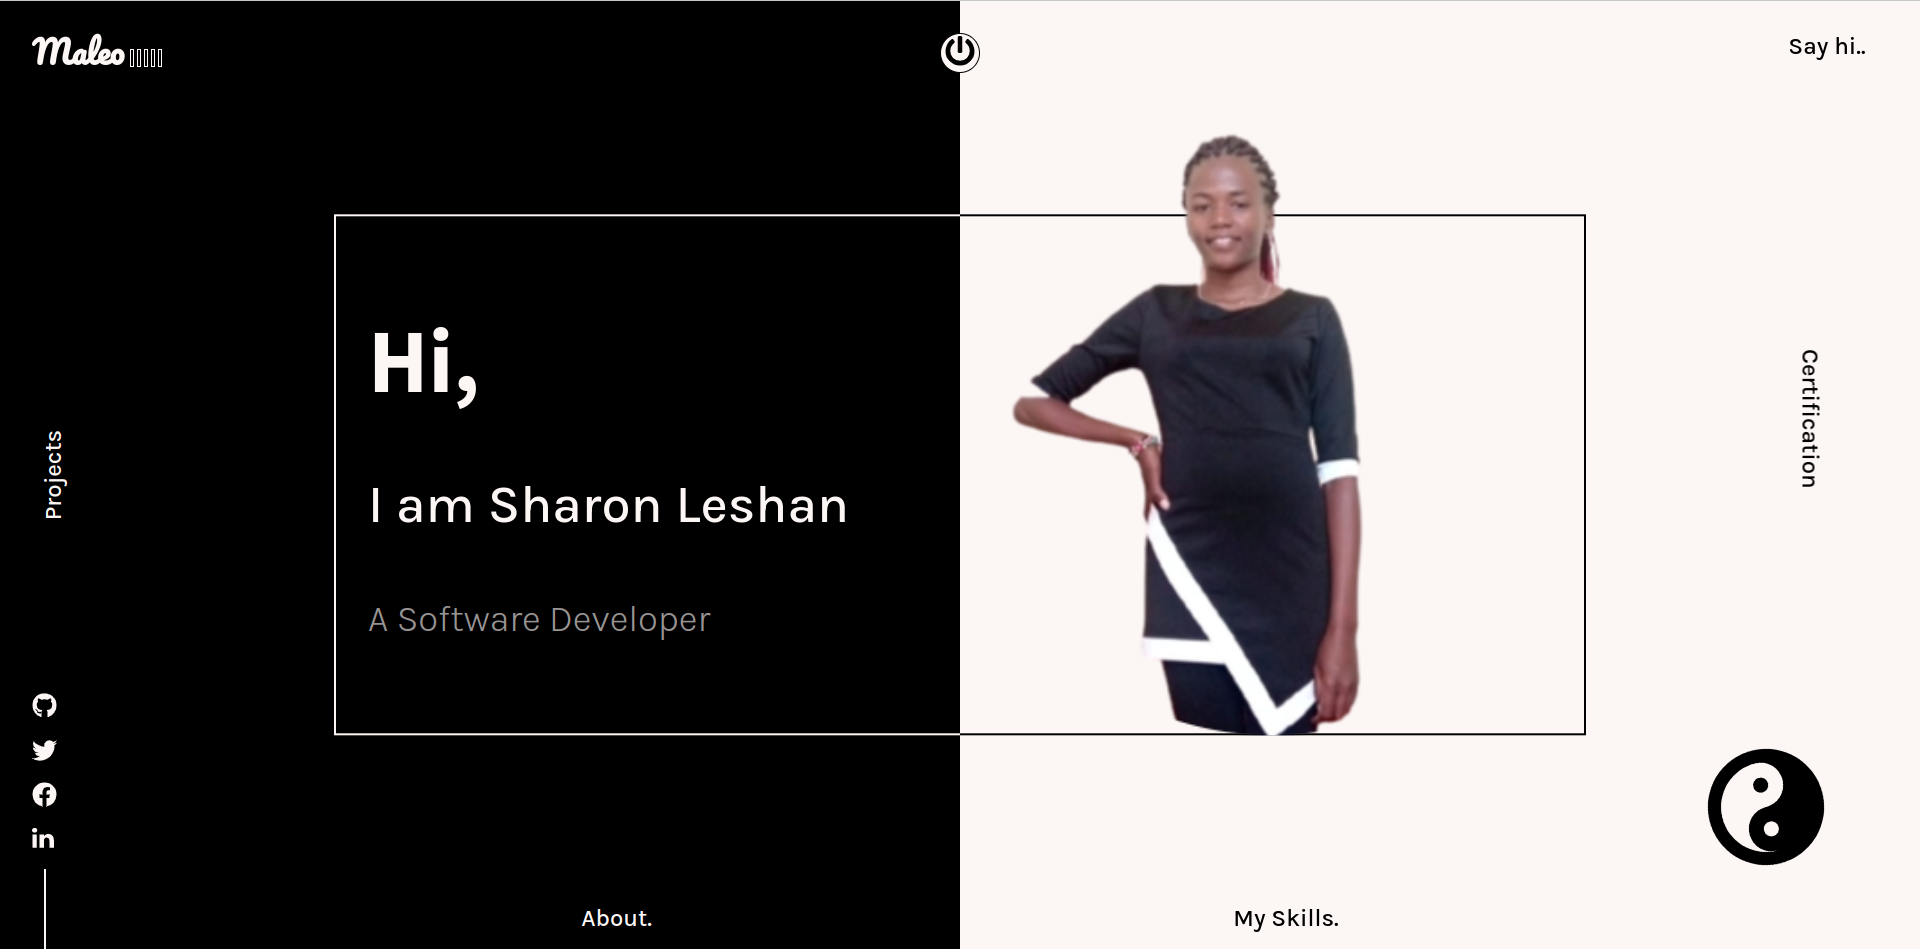 Maleo
Say hi..
Hi,
I am Sharon Leshan
A Software Developer
Projects
Certification
About.
My Skills.